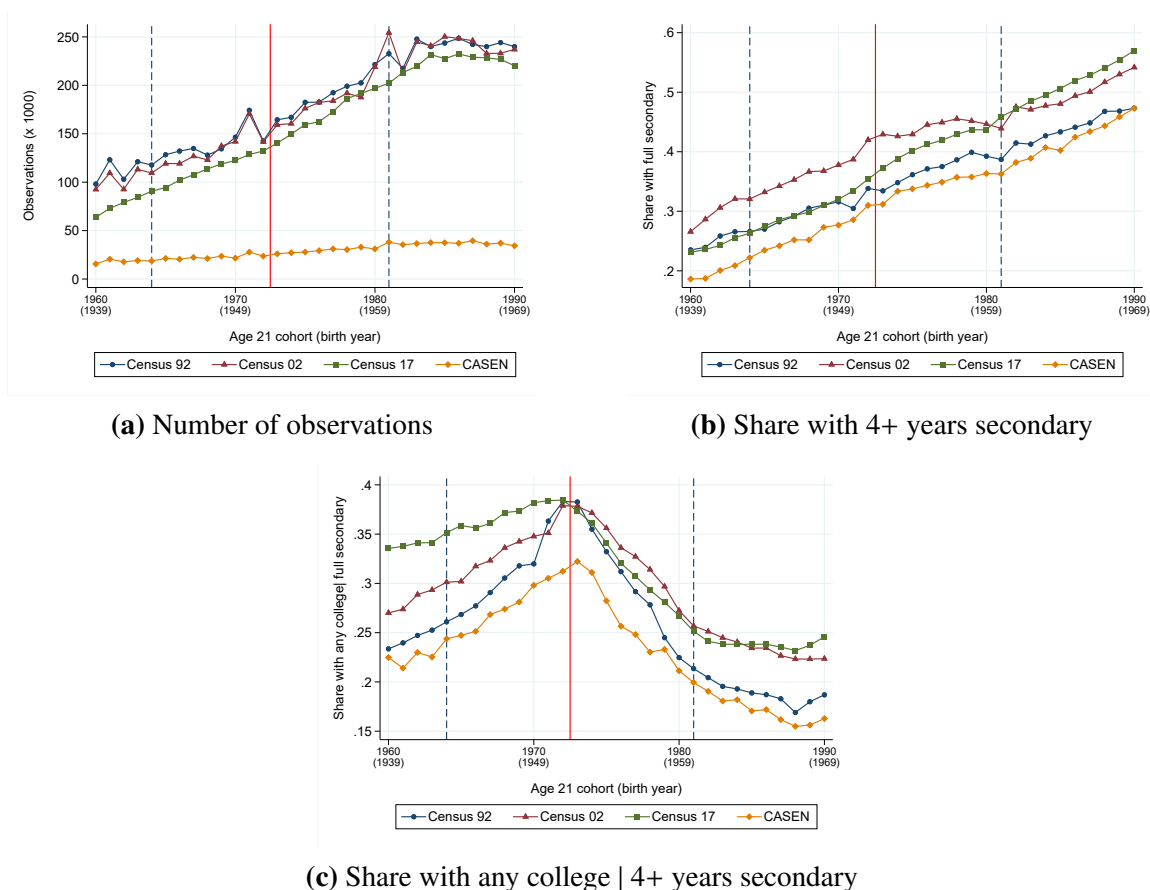 Observations (x 1000)
250
200
150
100
50
0
1960 1970 1980 1990
(1939) (1949) (1959) (1969)
Age 21 cohort (birth year)
Census 92 Census 02 Census 17 CASEN
(a) Number of observations
Share with full secondary
.6
.5
.4
.3
.2
1960 1970 1980 1990
(1939) (1949) (1959) (1969)
Age 21 cohort (birth year)
Census 92 Census 02 Census 17 CASEN
(b) Share with 4+ years secondary
Share with any college| full secondary
.4
.35
.3
.25
.2
.15
1960 1970 1980 1990
(1939) (1949) (1959) (1969)
Age 21 cohort (birth year)
Census 92 Census 02 Census 17 CASEN
(c) Share with any college | 4+ years secondary